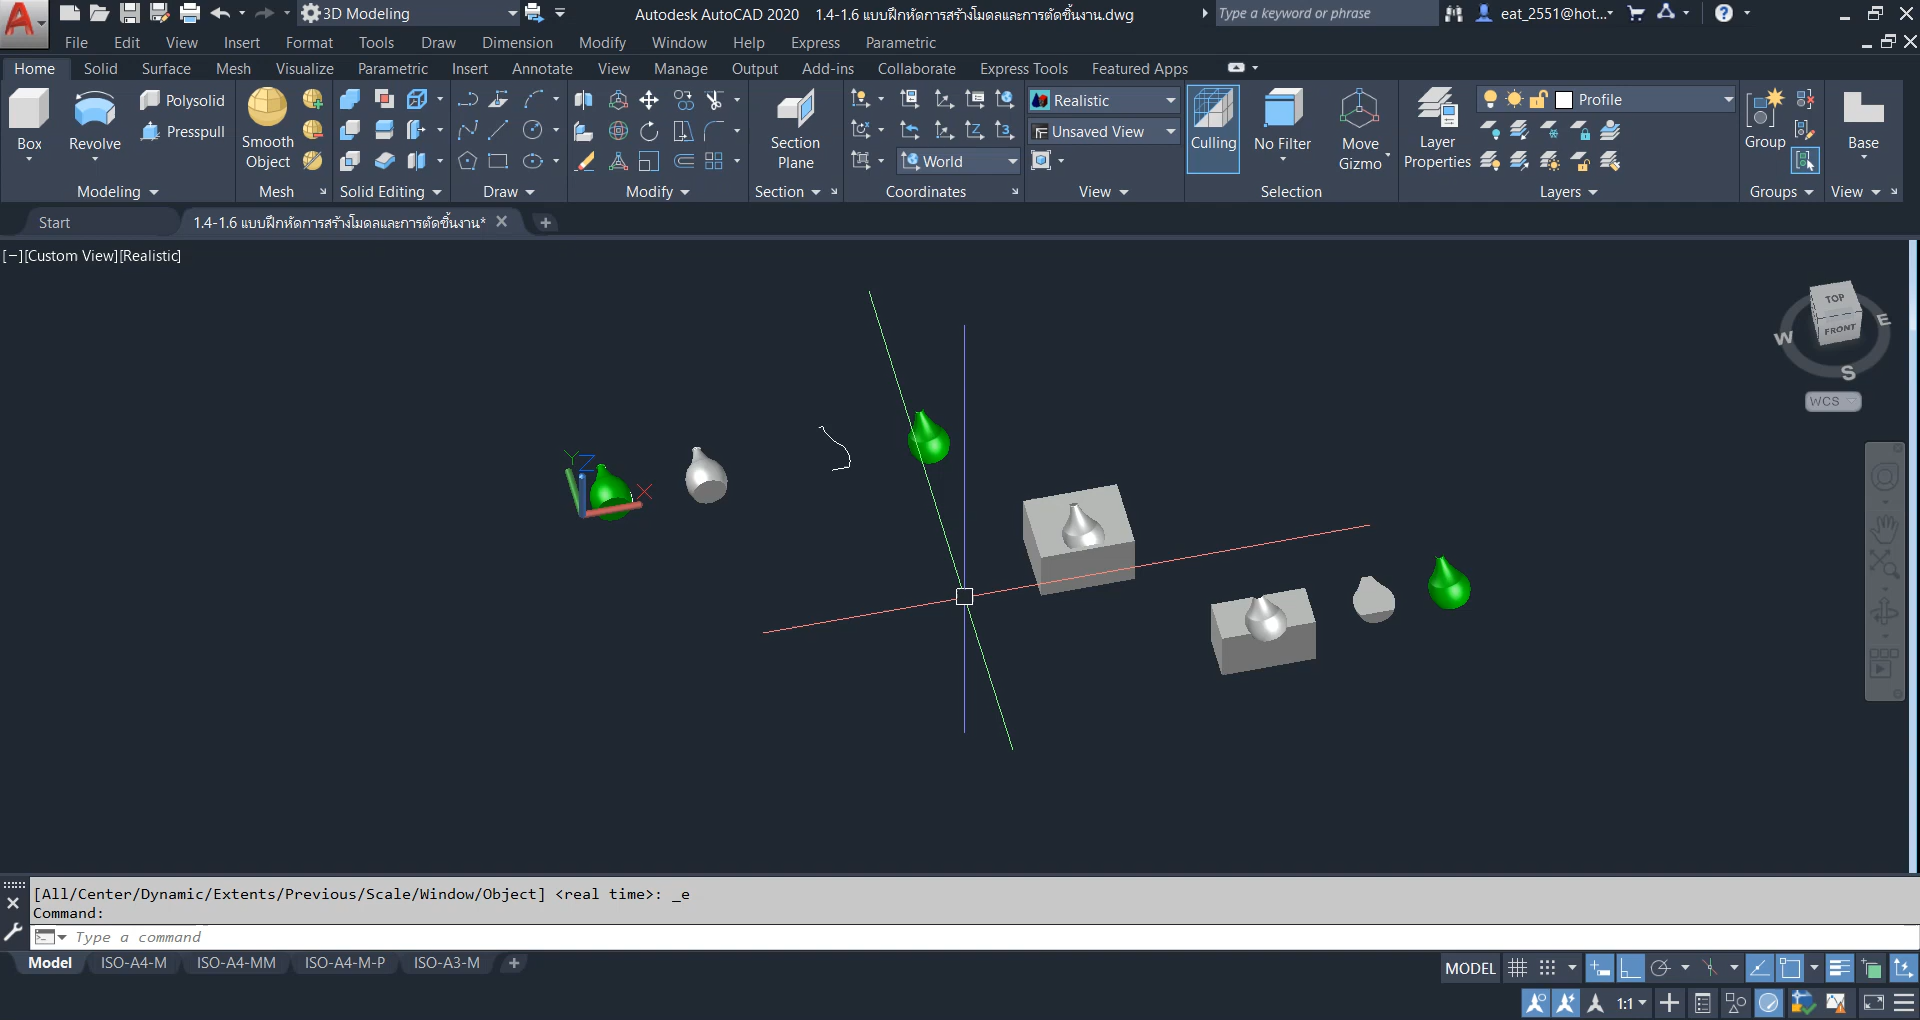 3D Modeling Autodesk AutoCAD 2020 1.4-1.6 แบบฝึกหัดการสร้างโมดลและการตัดชิ้นงาน.dwg Type a keyword or phrase eat_2551@hot...
File Edit View Insert Format Tools Draw Dimension Modify Window Help Express Parametric
Home Solid Surface Mesh Visualize Parametric Insert Annotate View Manage Output Add-ins Collaborate Express Tools Featured Apps
Polysolid Realistic Profile
Presspull Unsaved View
Box Revolve Smooth Object Section Plane World Culling No Filter Move Gizmo Layer Properties Group Base
Modeling Mesh Solid Editing Draw Modify Section Coordinates View Selection Layers Groups View
Start 1.4-1.6 แบบฝึกหัดการสร้างโมดลและการตัดชิ้นงาน*
[−][Custom View][Realistic]
TOP
FRONT
W E
S
WCS
Y Z
X
[All/Center/Dynamic/Extents/Previous/Scale/Window/Object] <real time>: _e
Command:
Type a command
Model ISO-A4-M ISO-A4-MM ISO-A4-M-P ISO-A3-M
MODEL
1:1